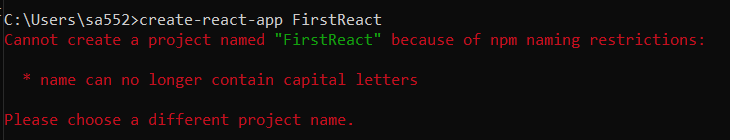 C:\Users\sa552>create-react-app FirstReact
Cannot create a project named "FirstReact" because of npm naming restrictions:
* name can no longer contain capital letters
Please choose a different project name.